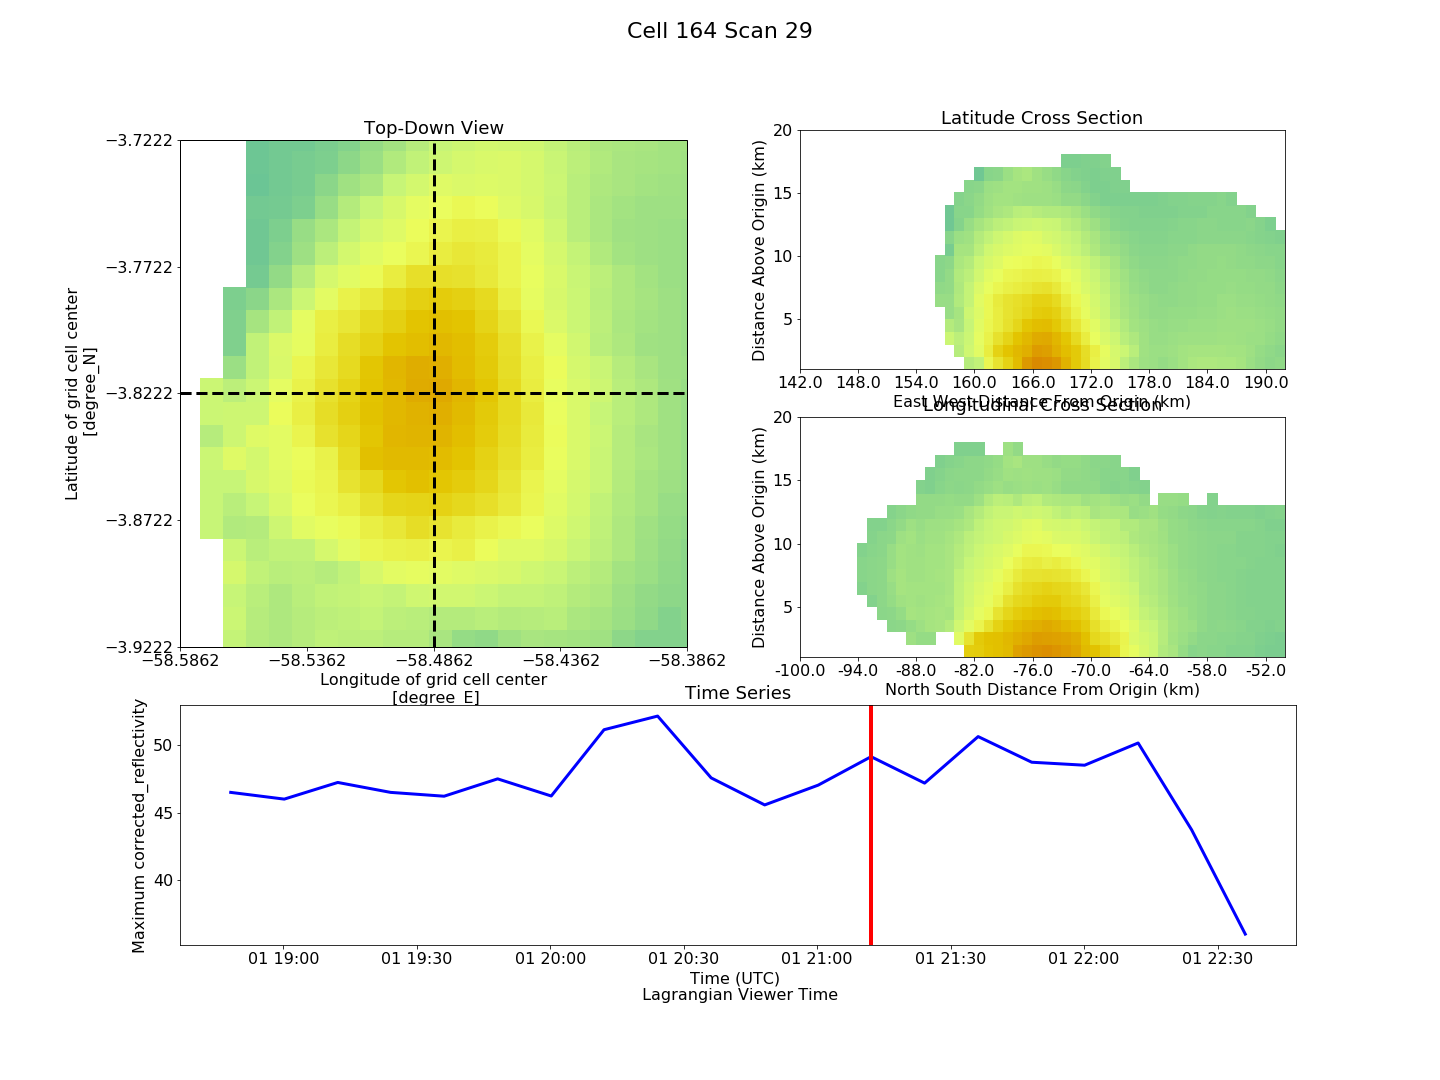 Cell 164 Scan 29
Top-Down View
−3.7222
−3.7722
−3.8222
−3.8722
−3.9222
Latitude of grid cell center
[degree_N]
−58.5862 −58.5362 −58.4862 −58.4362 −58.3862
Longitude of grid cell center
[degree_E]
Latitude Cross Section
20
15
10
5
Distance Above Origin (km)
142.0 148.0 154.0 160.0 166.0 172.0 178.0 184.0 190.0
East West Distance From Origin (km)
Longitudinal Cross Section
20
15
10
5
Distance Above Origin (km)
-100.0 -94.0 -88.0 -82.0 -76.0 -70.0 -64.0 -58.0 -52.0
North South Distance From Origin (km)
Time Series
50
45
40
Maximum corrected_reflectivity
01 19:00 01 19:30 01 20:00 01 20:30 01 21:00 01 21:30 01 22:00 01 22:30
Time (UTC)
Lagrangian Viewer Time